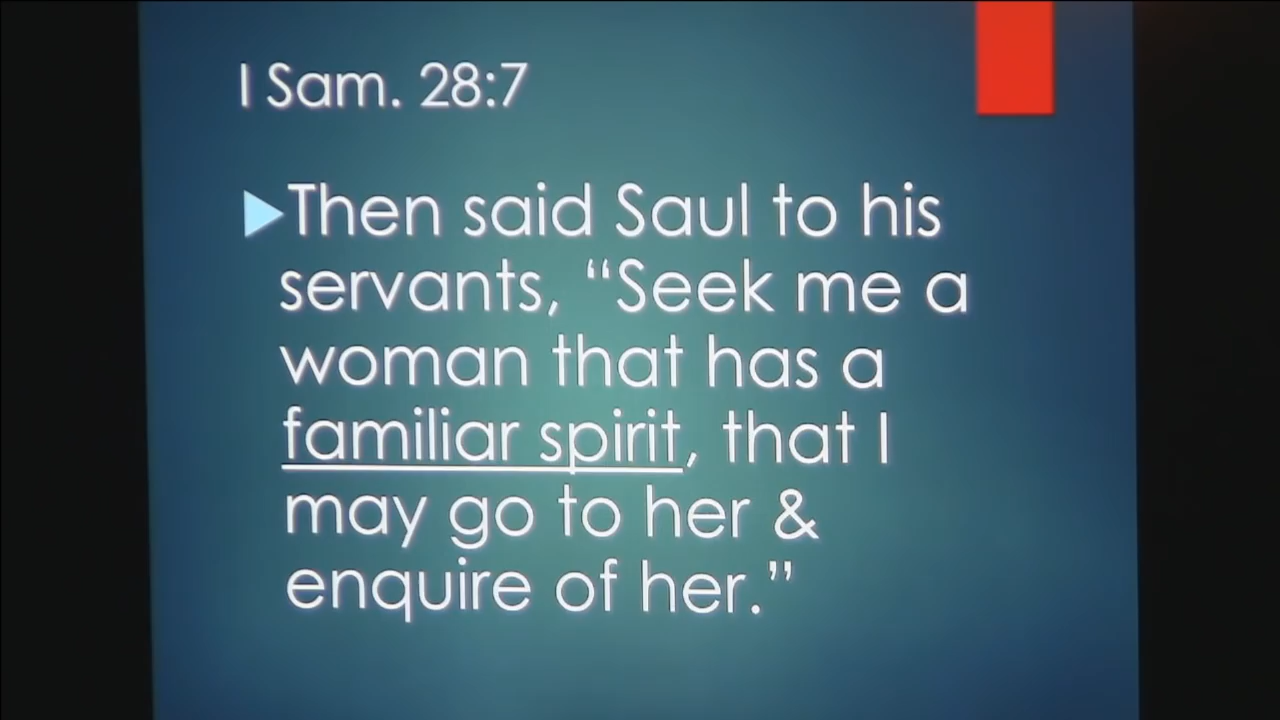 I Sam. 28:7
Then said Saul to his
servants, “Seek me a
woman that has a
familiar spirit, that I
may go to her &
enquire of her.”